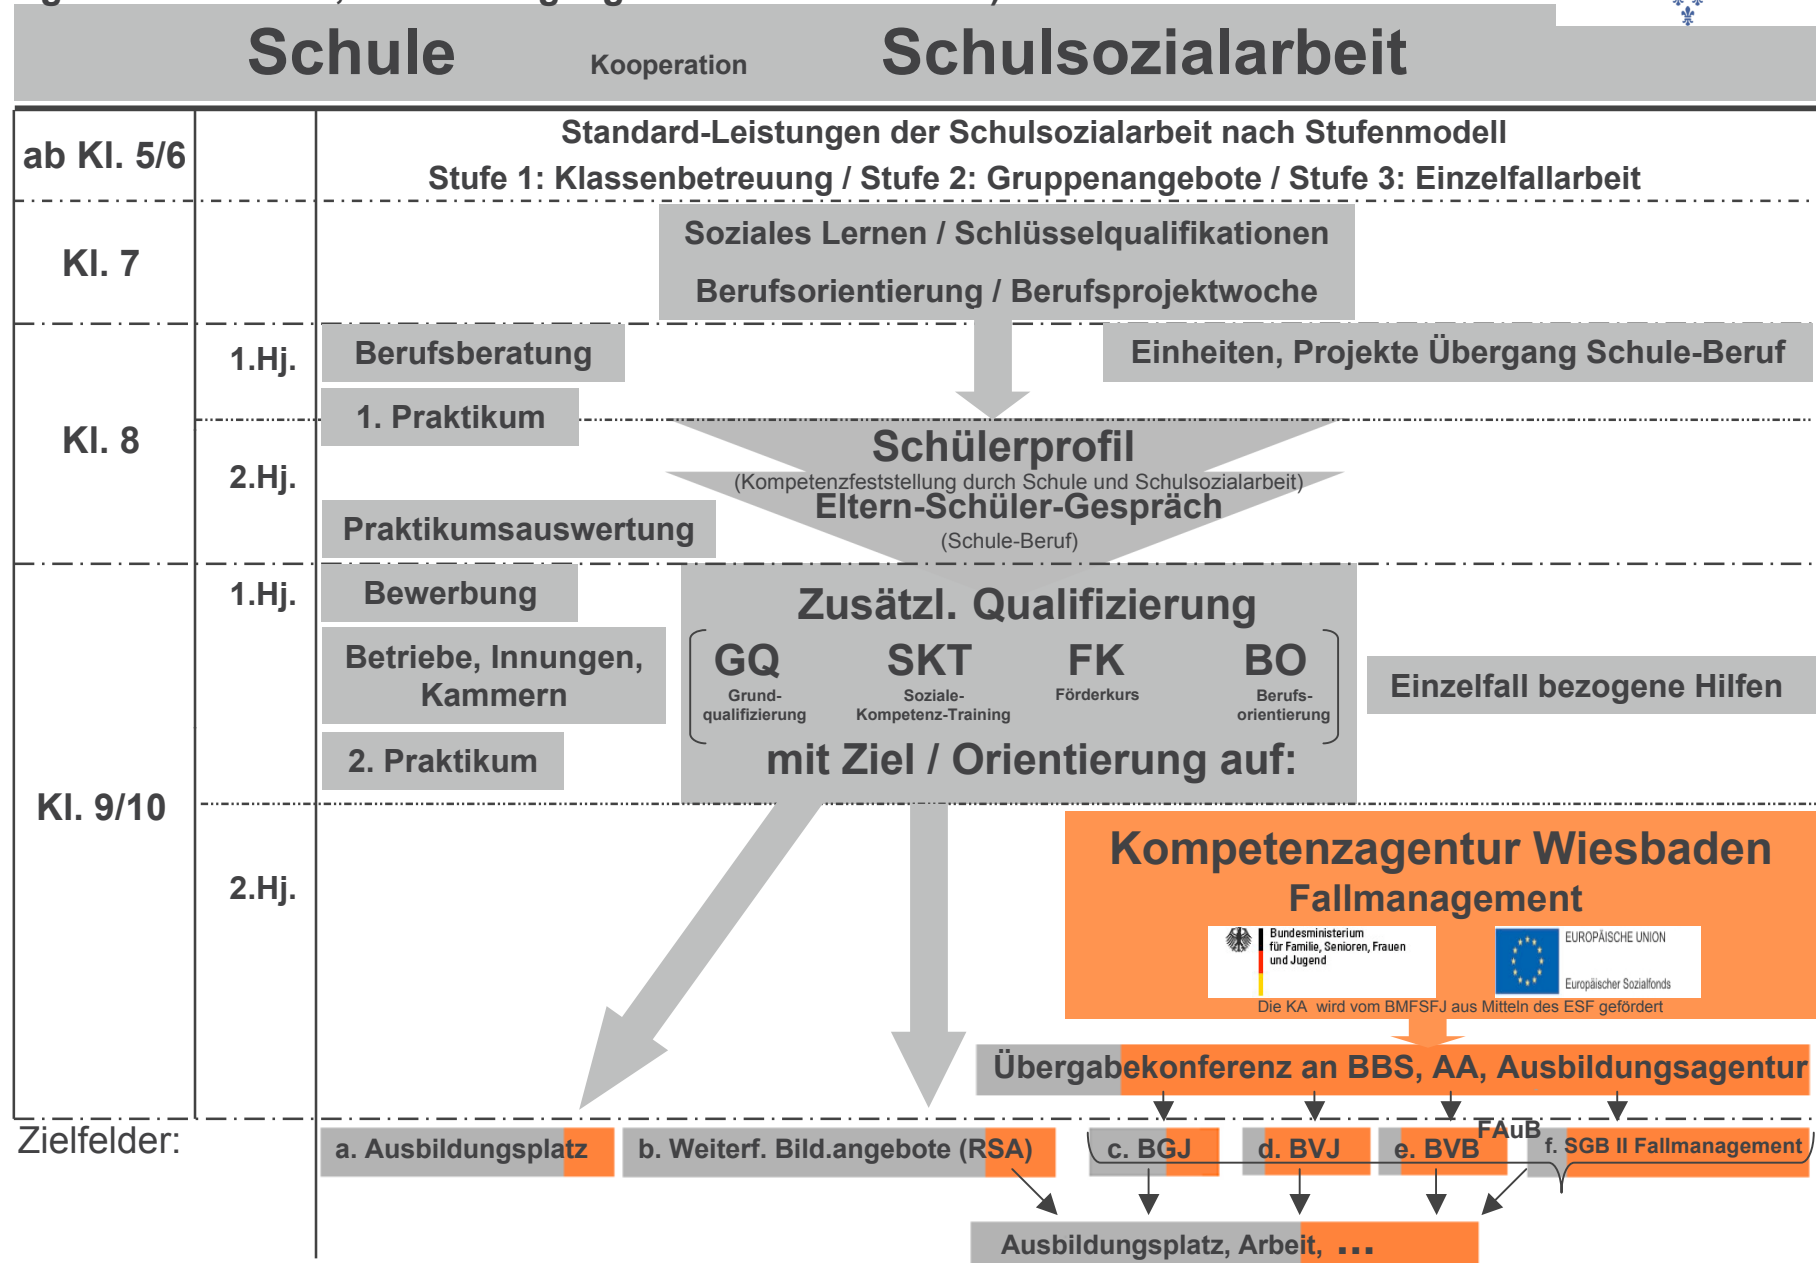 Schule Kooperation Schulsozialarbeit
ab Kl. 5/6
Standard-Leistungen der Schulsozialarbeit nach Stufenmodell
Stufe 1: Klassenbetreuung / Stufe 2: Gruppenangebote / Stufe 3: Einzelfallarbeit
Kl. 7
Soziales Lernen / Schlüsselqualifikationen
Berufsorientierung / Berufsprojektwoche
Kl. 8
1.Hj.
Berufsberatung
Einheiten, Projekte Übergang Schule-Beruf
1. Praktikum
2.Hj.
Schülerprofil
(Kompetenzfeststellung durch Schule und Schulsozialarbeit)
Eltern-Schüler-Gespräch
(Schule-Beruf)
Praktikumsauswertung
Kl. 9/10
1.Hj.
Bewerbung
Betriebe, Innungen,
Kammern
2. Praktikum
Zusätzl. Qualifizierung
GQ
Grund-
qualifizierung
SKT
Soziale-
Kompetenz-Training
FK
Förderkurs
BO
Berufs-
orientierung
mit Ziel / Orientierung auf:
Einzelfall bezogene Hilfen
2.Hj.
Kompetenzagentur Wiesbaden
Fallmanagement
Bundesministerium
für Familie, Senioren, Frauen
und Jugend
EUROPÄISCHE UNION
Europäischer Sozialfonds
Die KA wird vom BMFSFJ aus Mitteln des ESF gefördert
Übergabekonferenz an BBS, AA, Ausbildungsagentur
Zielfelder:
a. Ausbildungsplatz
b. Weiterf. Bild.angebote (RSA)
c. BGJ
d. BVJ
e. BVB
FAuB
f. SGB II Fallmanagement
Ausbildungsplatz, Arbeit, ...